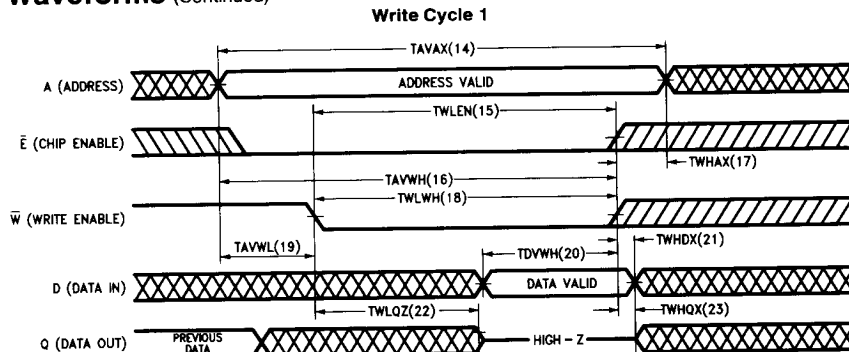 Waveforms (Continued)
Write Cycle 1
TAVAX(14)
A (ADDRESS)
ADDRESS VALID
TWLEN(15)
E̅ (CHIP ENABLE)
TWHAX(17)
TAVWH(16)
TWLWH(18)
W̅ (WRITE ENABLE)
TAVWL(19)
TDVWH(20)
TWHDX(21)
D (DATA IN)
DATA VALID
TWLQZ(22)
TWHQX(23)
Q (DATA OUT)
PREVIOUS
DATA
HIGH – Z